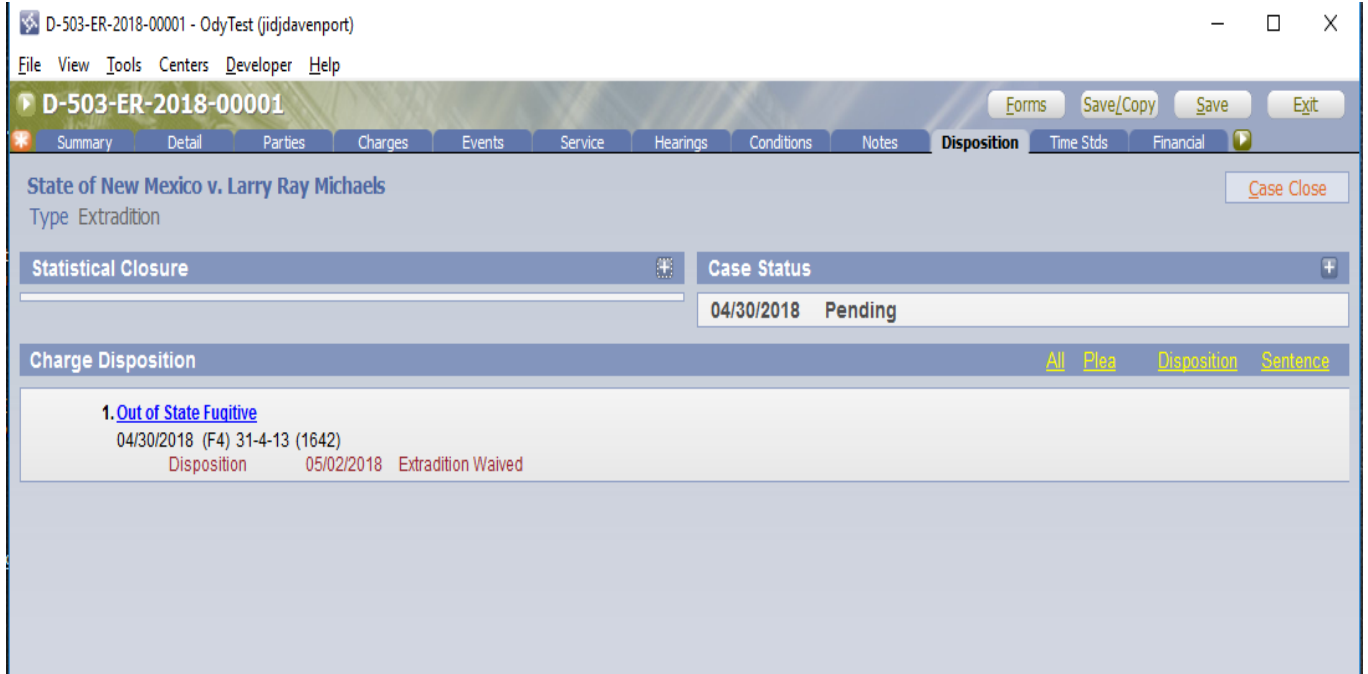 D-503-ER-2018-00001 - OdyTest (jidjdavenport)
File View Tools Centers Developer Help
D-503-ER-2018-00001 Forms Save/Copy Save Exit
Summary Detail Parties Charges Events Service Hearings Conditions Notes Disposition Time Stds Financial
State of New Mexico v. Larry Ray Michaels Case Close
Type Extradition
Statistical Closure Case Status
04/30/2018 Pending
Charge Disposition All Plea Disposition Sentence
1. Out of State Fugitive
04/30/2018 (F4) 31-4-13 (1642)
Disposition 05/02/2018 Extradition Waived